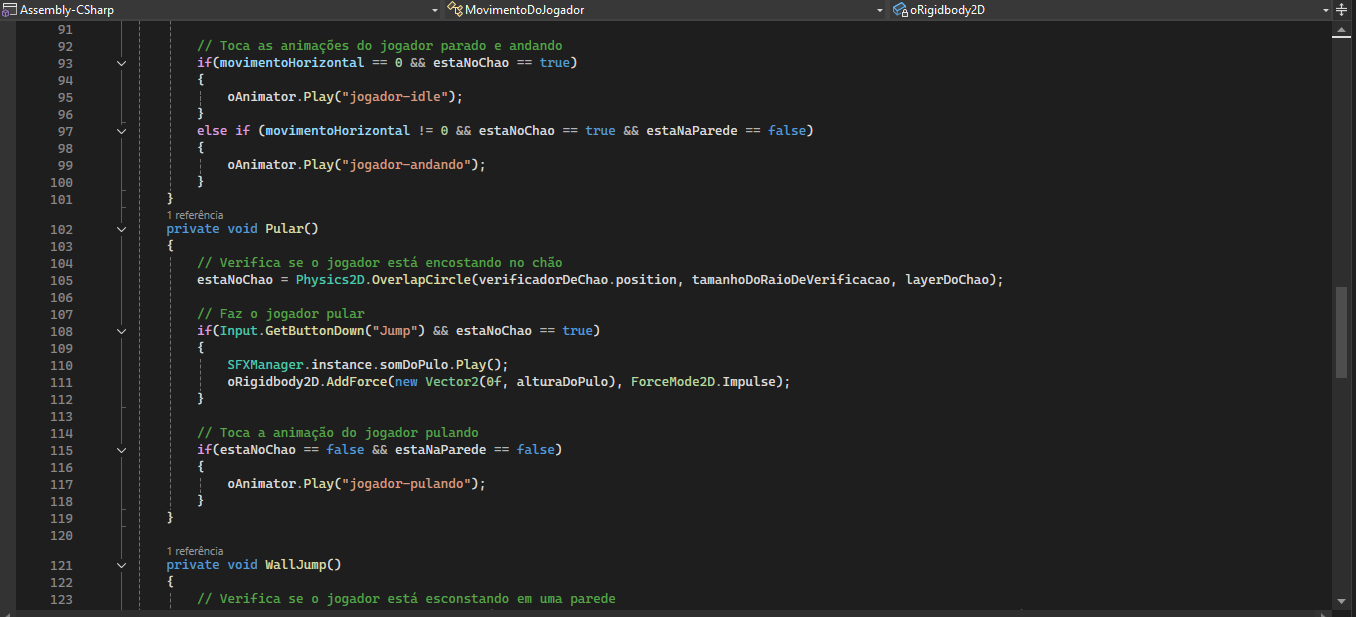 Assembly-CSharp MovimentoDoJogador oRigidbody2D
91
92 // Toca as animações do jogador parado e andando
93 if(movimentoHorizontal == 0 && estaNoChao == true)
94 {
95 oAnimator.Play("jogador-idle");
96 }
97 else if (movimentoHorizontal != 0 && estaNoChao == true && estaNaParede == false)
98 {
99 oAnimator.Play("jogador-andando");
100 }
101 }
1 referência
102 private void Pular()
103 {
104 // Verifica se o jogador está encostando no chão
105 estaNoChao = Physics2D.OverlapCircle(verificadorDeChao.position, tamanhoDoRaioDeVerificacao, layerDoChao);
106
107 // Faz o jogador pular
108 if(Input.GetButtonDown("Jump") && estaNoChao == true)
109 {
110 SFXManager.instance.somDoPulo.Play();
111 oRigidbody2D.AddForce(new Vector2(0f, alturaDoPulo), ForceMode2D.Impulse);
112 }
113
114 // Toca a animação do jogador pulando
115 if(estaNoChao == false && estaNaParede == false)
116 {
117 oAnimator.Play("jogador-pulando");
118 }
119 }
120
1 referência
121 private void WallJump()
122 {
123 // Verifica se o jogador está esconstando em uma parede